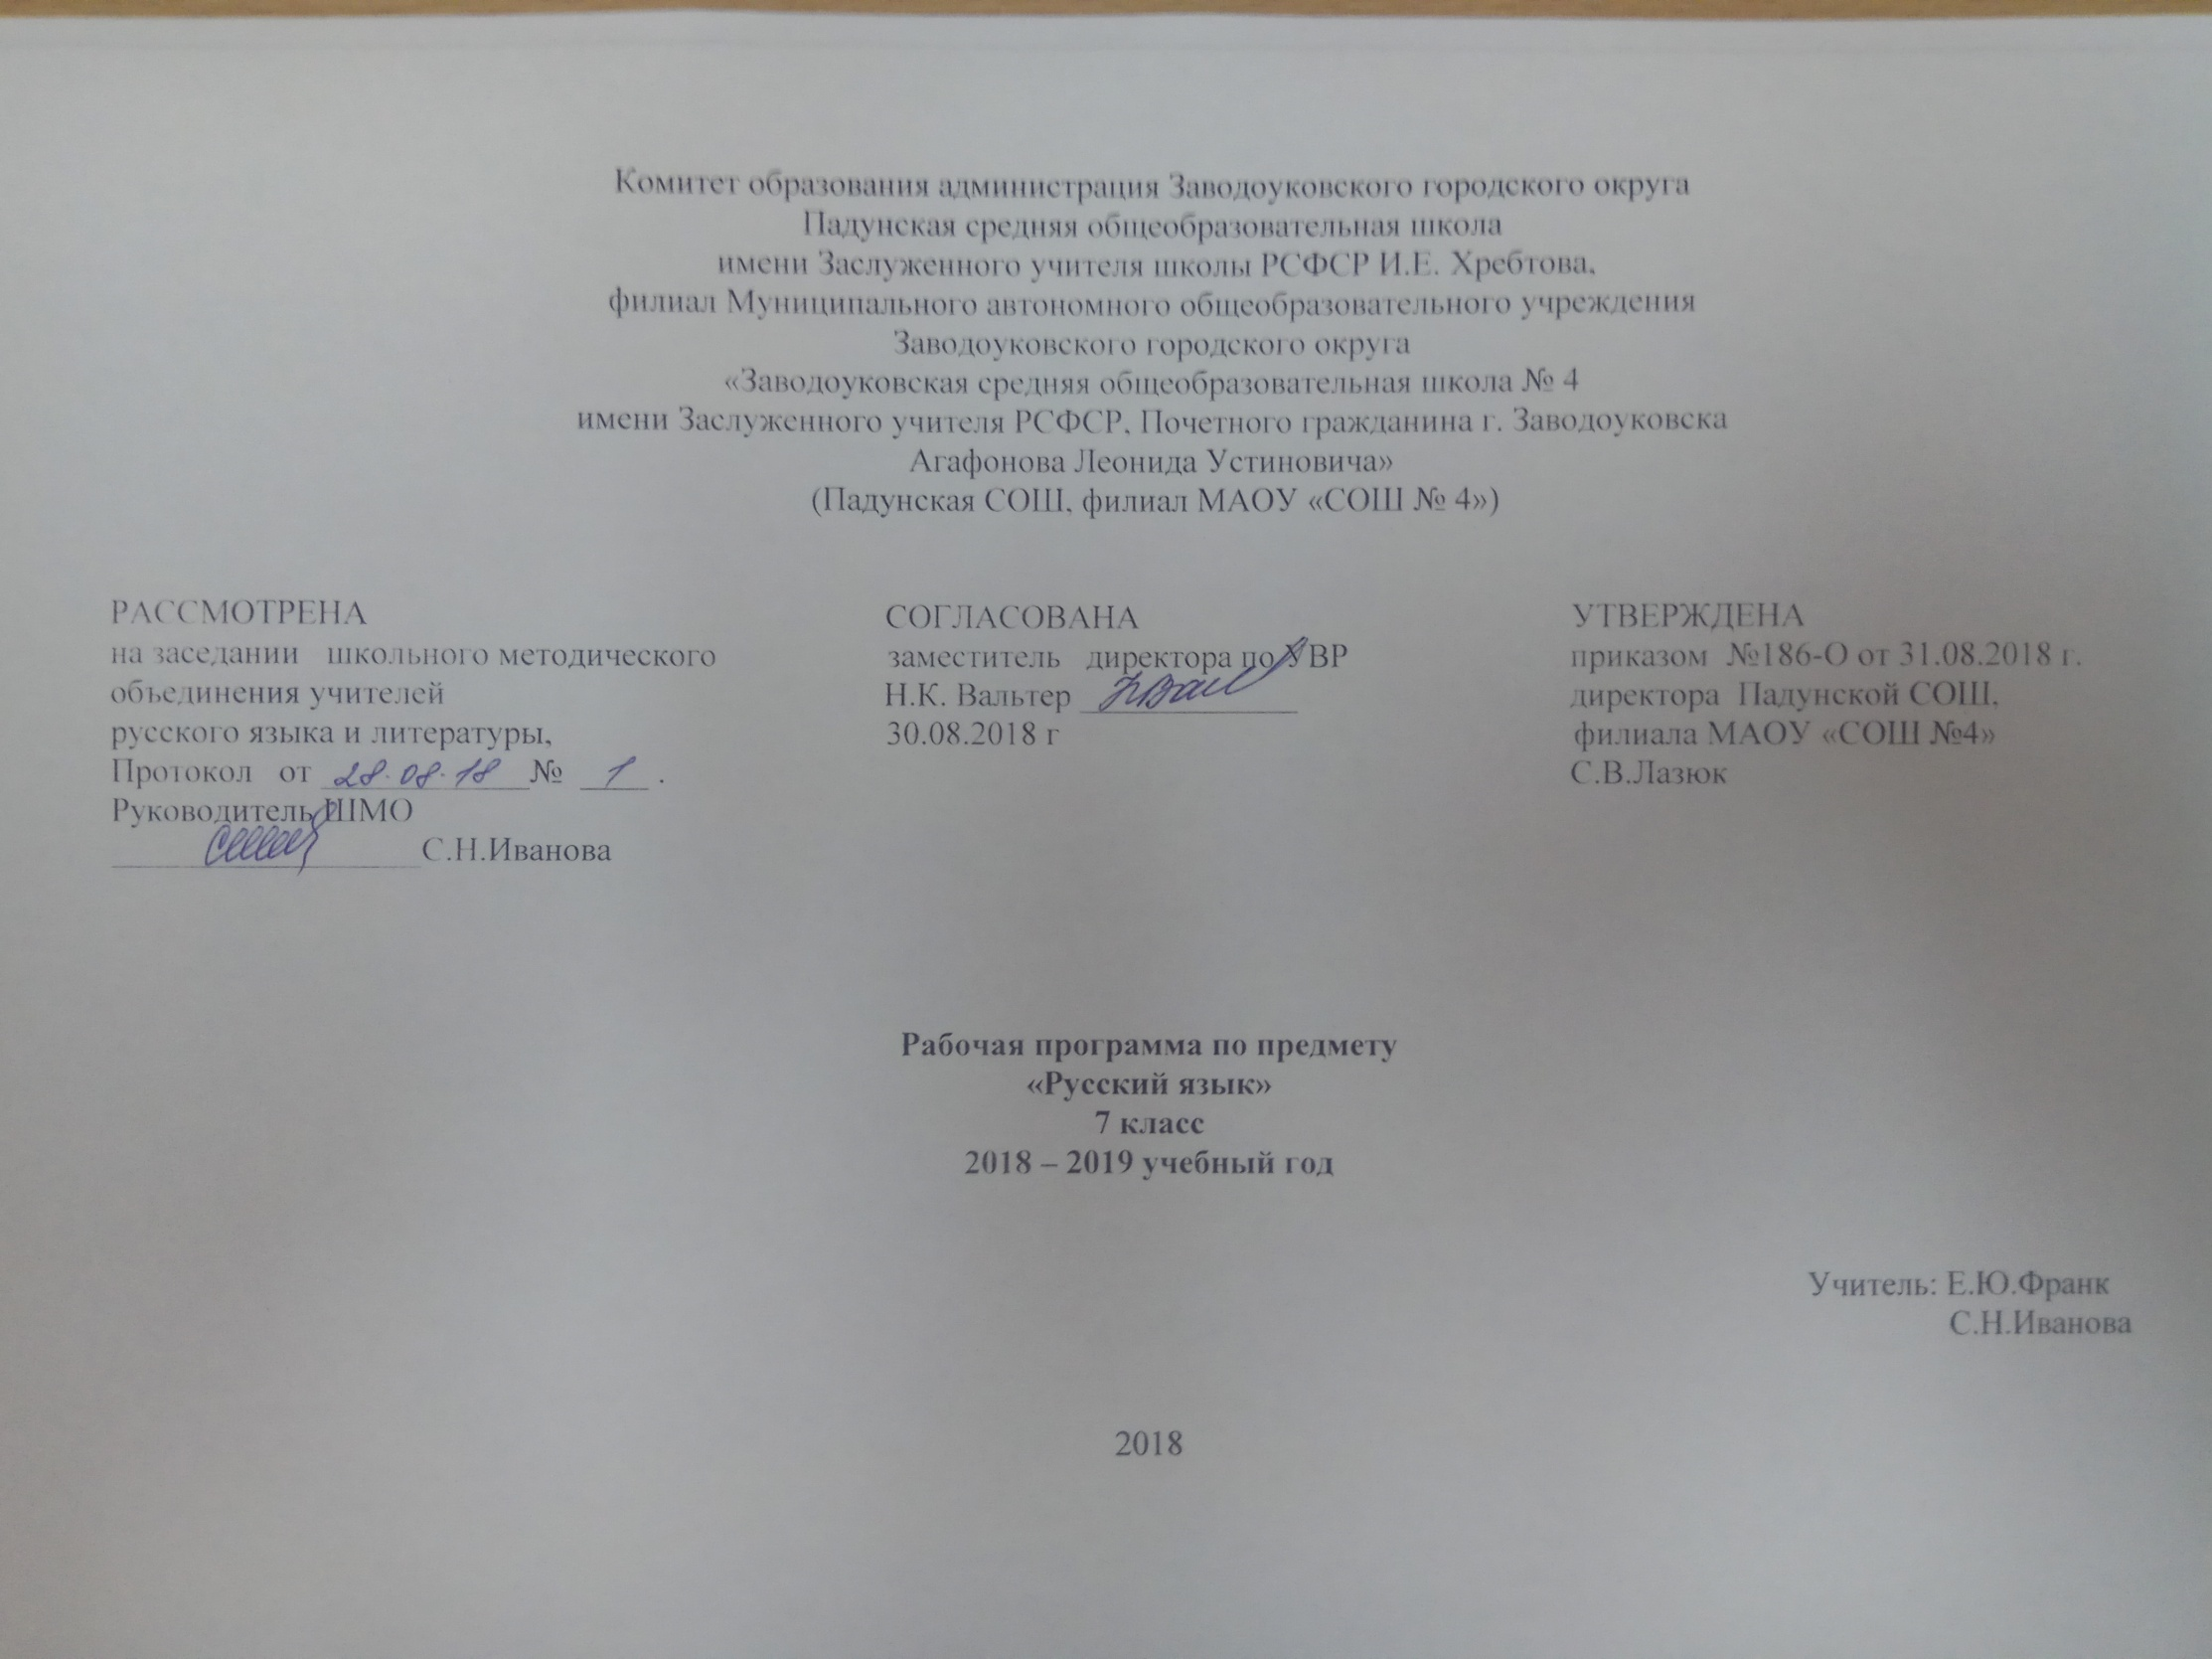 Комитет образования администрация Заводоуковского городского округа
Падунская средняя общеобразовательная школа
имени Заслуженного учителя школы РСФСР И.Е. Хребтова,
филиал Муниципального автономного общеобразовательного учреждения
Заводоуковского городского округа
«Заводоуковская средняя общеобразовательная школа № 4
имени Заслуженного учителя РСФСР, Почетного гражданина г. Заводоуковска
Агафонова Леонида Устиновича»
(Падунская СОШ, филиал МАОУ «СОШ № 4»)
РАССМОТРЕНА
на заседании школьного методического
объединения учителей
русского языка и литературы,
Протокол от 28.08.18 № 1 .
Руководитель ШМО
С.Н.Иванова
СОГЛАСОВАНА
заместитель директора по УВР
Н.К. Вальтер
30.08.2018 г
УТВЕРЖДЕНА
приказом №186-О от 31.08.2018 г.
директора Падунской СОШ,
филиала МАОУ «СОШ №4»
С.В.Лазюк
Рабочая программа по предмету
«Русский язык»
7 класс
2018 – 2019 учебный год
Учитель: Е.Ю.Франк
С.Н.Иванова
2018